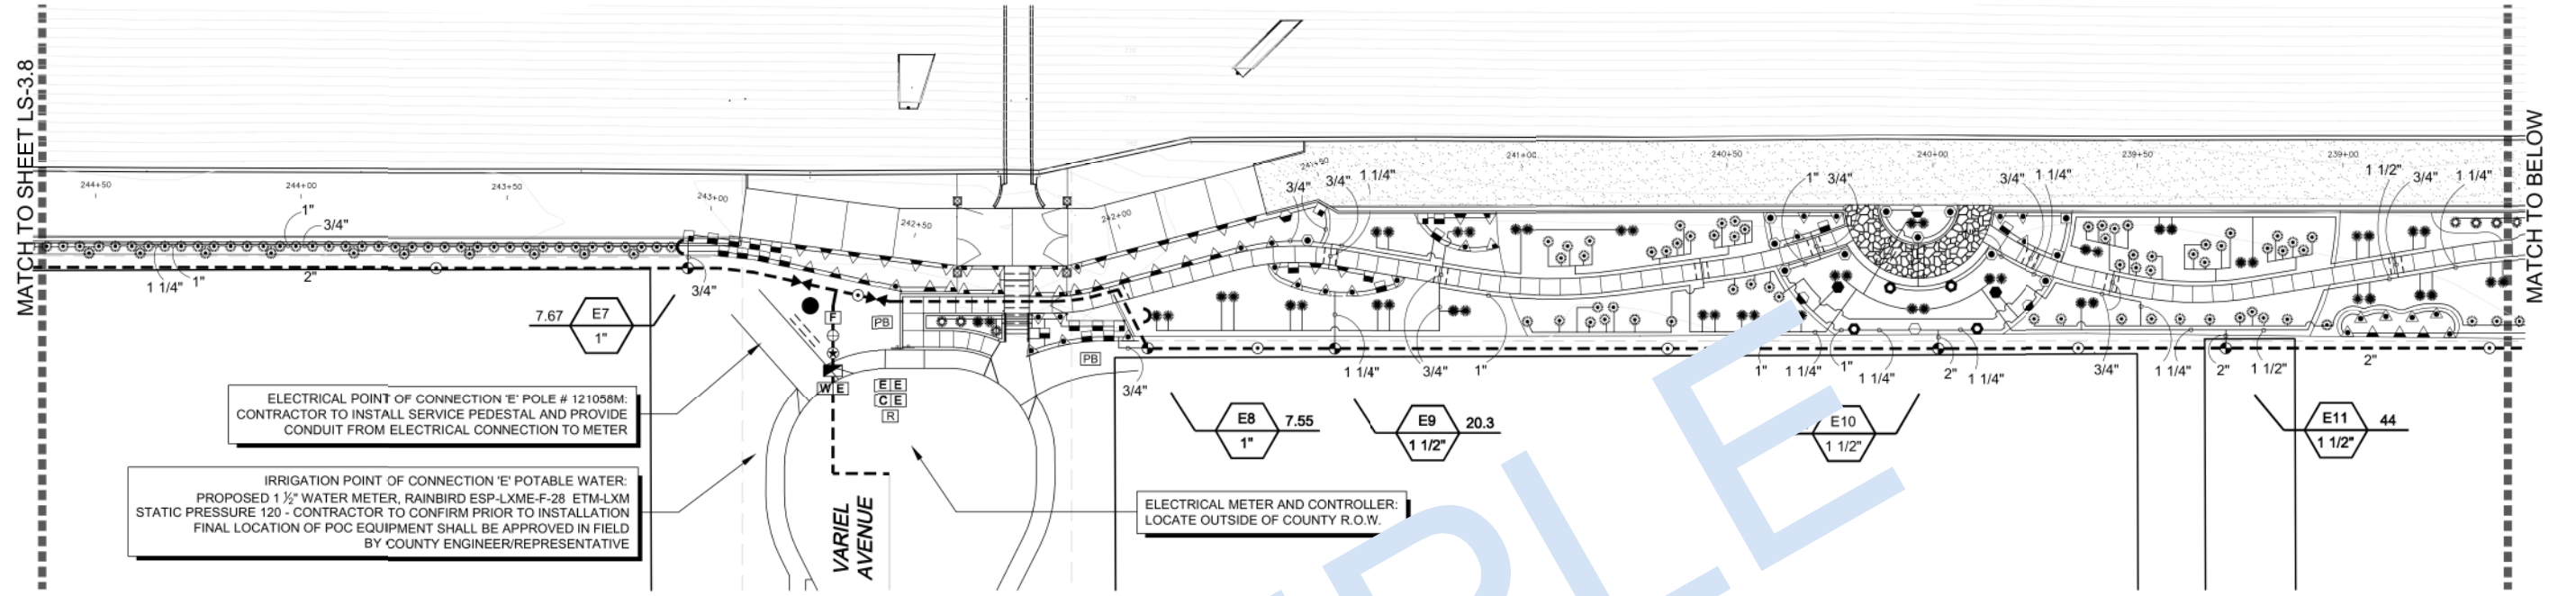 MATCH TO SHEET LS-3.8
244+50
244+00
243+50
243+00
242+50
242+00
241+50
241+00
240+50
240+00
239+50
239+00
1"
3/4"
3/4"
3/4"
1 1/4"
1"
3/4"
3/4"
1 1/4"
1 1/2"
3/4"
1 1/4"
MATCH TO BELOW
1 1/4"
1"
2"
3/4"
F
PB
PB
W E
E E
C E
R
3/4"
1 1/4"
3/4"
1"
1"
1 1/4"
1"
1 1/4"
2"
1 1/4"
3/4"
1 1/4"
2"
1 1/2"
2"
7.67
E7
1"
E8
7.55
1"
E9
20.3
1 1/2"
E10
1 1/2"
E11
44
1 1/2"
ELECTRICAL POINT OF CONNECTION 'E' POLE # 121058M:
CONTRACTOR TO INSTALL SERVICE PEDESTAL AND PROVIDE
CONDUIT FROM ELECTRICAL CONNECTION TO METER
IRRIGATION POINT OF CONNECTION 'E' POTABLE WATER:
PROPOSED 1 ½" WATER METER, RAINBIRD ESP-LXME-F-28 ETM-LXM
STATIC PRESSURE 120 - CONTRACTOR TO CONFIRM PRIOR TO INSTALLATION
FINAL LOCATION OF POC EQUIPMENT SHALL BE APPROVED IN FIELD
BY COUNTY ENGINEER/REPRESENTATIVE
VARIEL
AVENUE
ELECTRICAL METER AND CONTROLLER:
LOCATE OUTSIDE OF COUNTY R.O.W.
PLE